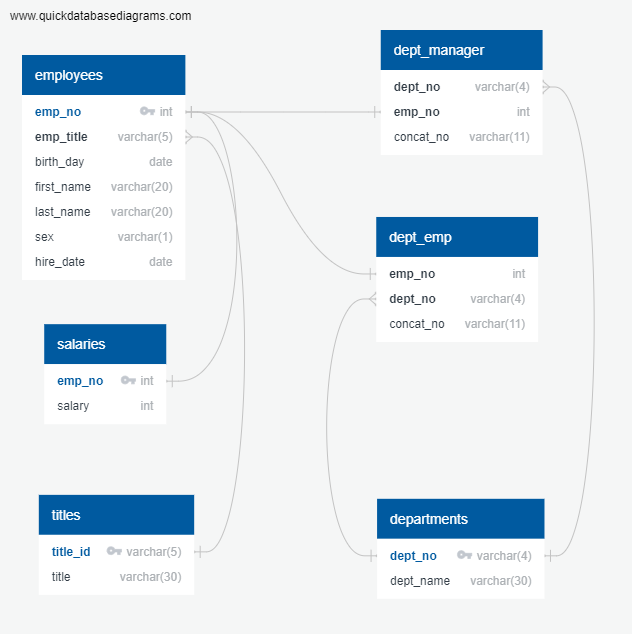 www.quickdatabasediagrams.com
employees
emp_no int
emp_title varchar(5)
birth_day date
first_name varchar(20)
last_name varchar(20)
sex varchar(1)
hire_date date
dept_manager
dept_no varchar(4)
emp_no int
concat_no varchar(11)
dept_emp
emp_no int
dept_no varchar(4)
concat_no varchar(11)
salaries
emp_no int
salary int
titles
title_id varchar(5)
title varchar(30)
departments
dept_no varchar(4)
dept_name varchar(30)